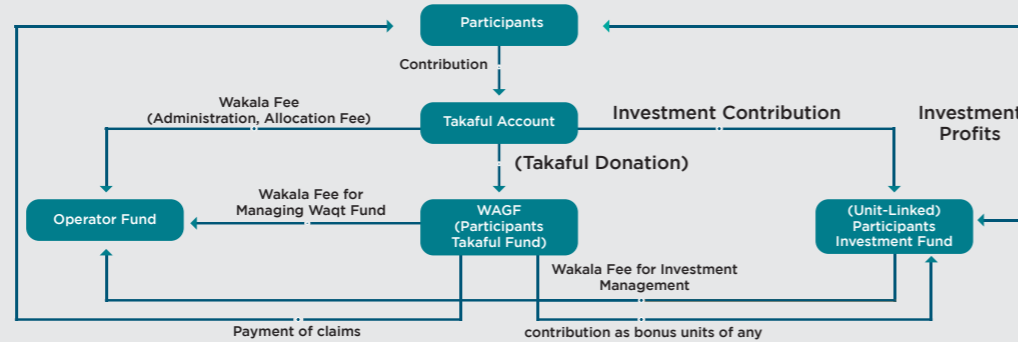 Participants
Contribution
Wakala Fee
(Administration, Allocation Fee)
Takaful Account
Investment Contribution
Investment
Profits
(Takaful Donation)
Operator Fund
Wakala Fee for
Managing Waqt Fund
WAGF
(Participants
Takaful Fund)
(Unit-Linked)
Participants
Investment Fund
Wakala Fee for Investment
Management
Payment of claims
contribution as bonus units of any